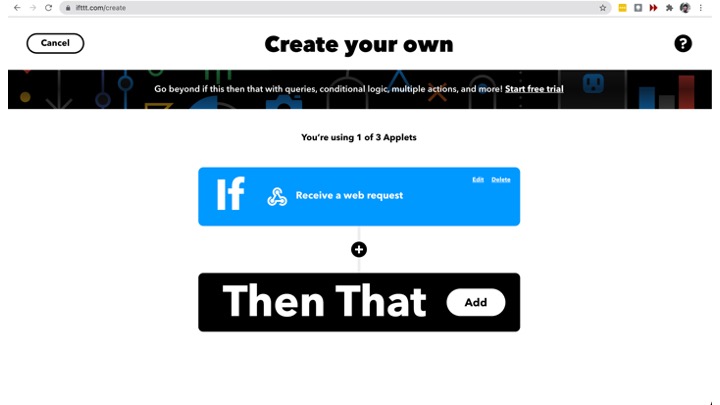 ifttt.com/create
Cancel
Create your own
?
Go beyond if this then that with queries, conditional logic, multiple actions, and more! Start free trial
You're using 1 of 3 Applets
If
Receive a web request
Edit Delete
Then That
Add